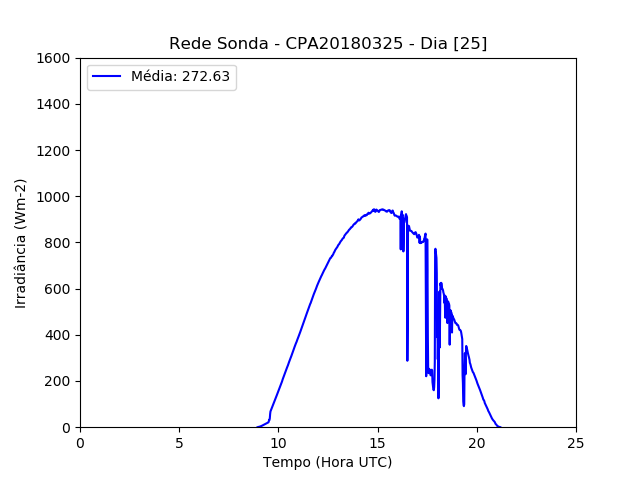 Rede Sonda - CPA20180325 - Dia [25]
Média: 272.63
Irradiância (Wm-2)
1600
1400
1200
1000
800
600
400
200
0
0 5 10 15 20 25
Tempo (Hora UTC)